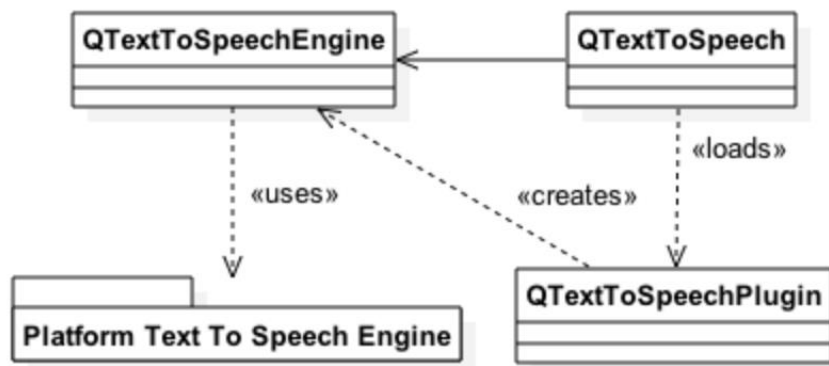 QTextToSpeechEngine
QTextToSpeech
«loads»
«uses»
«creates»
QTextToSpeechPlugin
Platform Text To Speech Engine